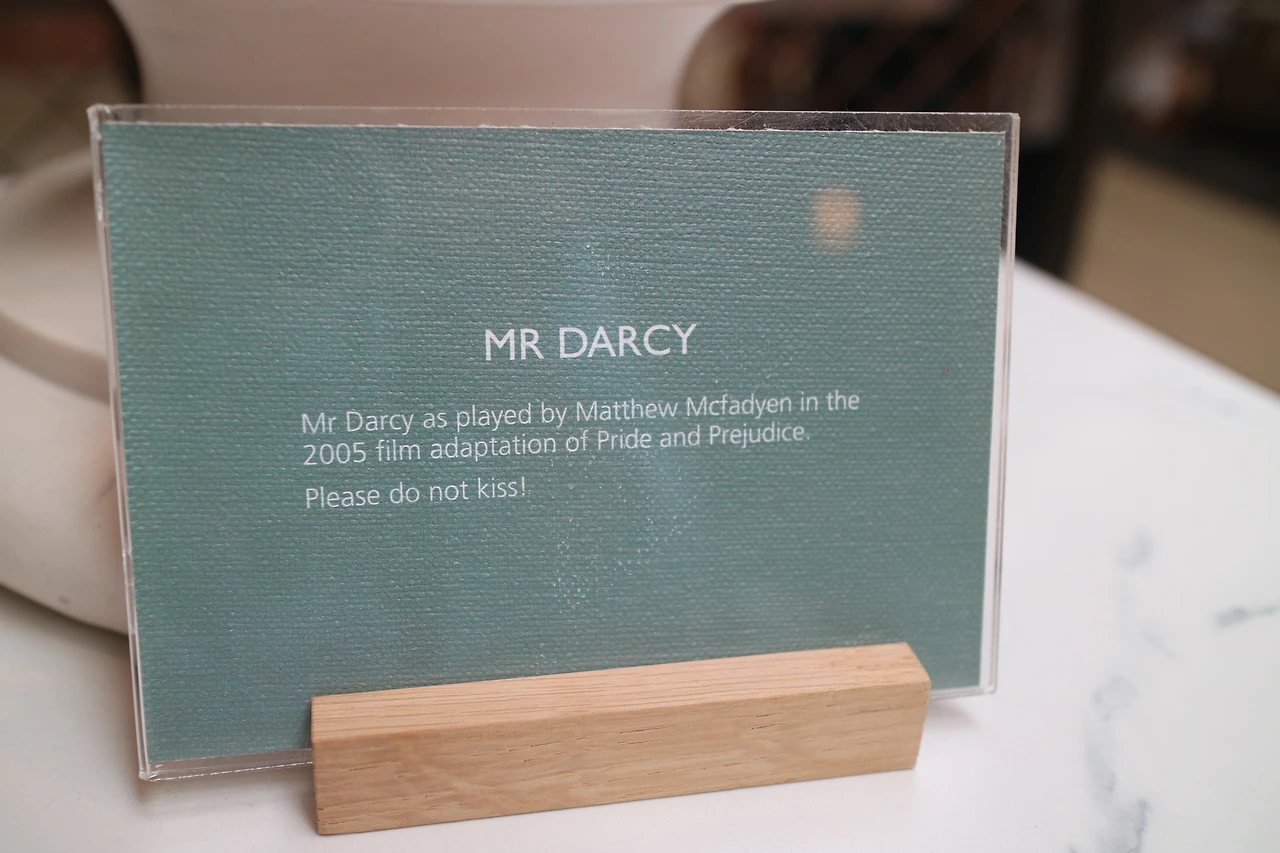 MR DARCY
Mr Darcy as played by Matthew Mcfadyen in the
2005 film adaptation of Pride and Prejudice.
Please do not kiss!